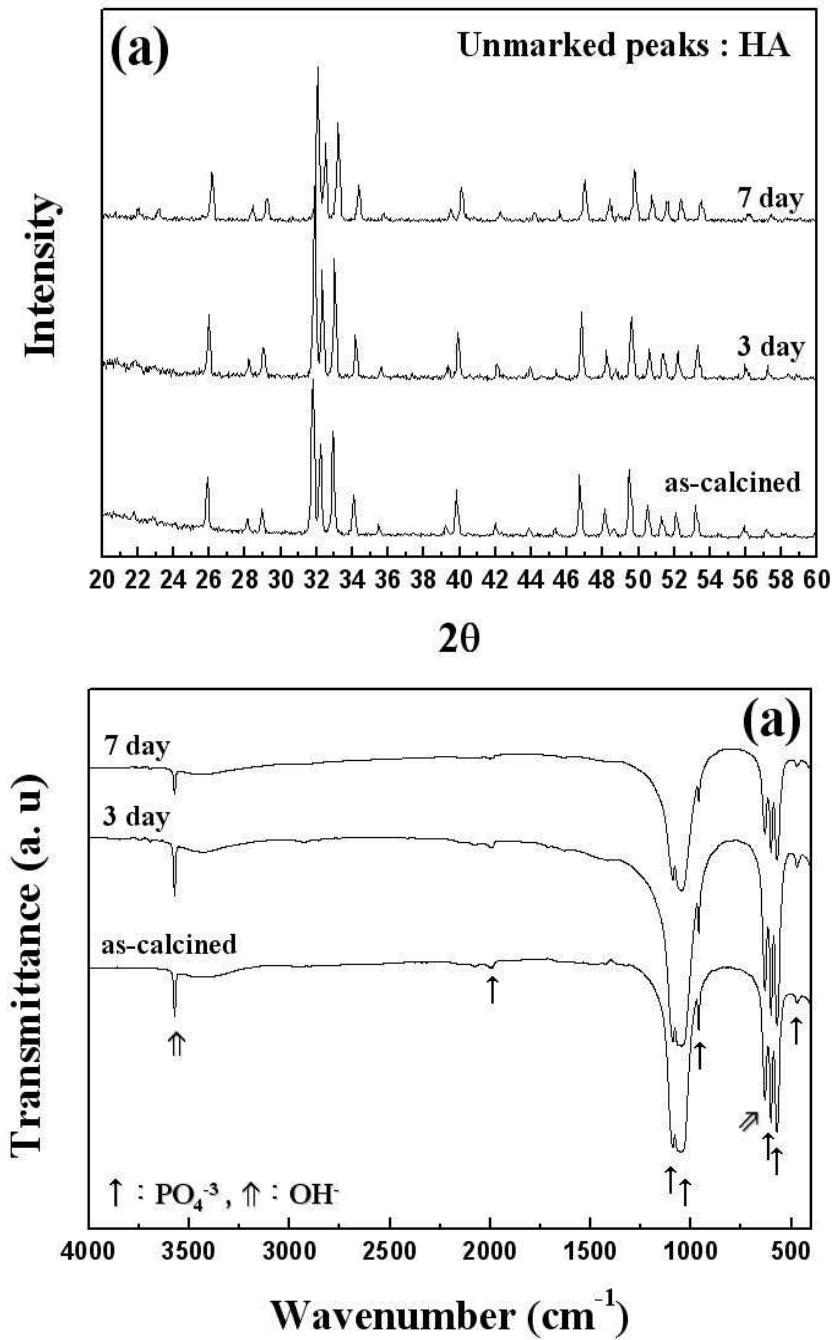 (a)
Unmarked peaks : HA
7 day
3 day
as-calcined
Intensity
20 22 24 26 28 30 32 34 36 38 40 42 44 46 48 50 52 54 56 58 60
2θ
(a)
7 day
3 day
as-calcined
Transmittance (a. u)
↑ : PO₄⁻³ , ⇑ : OH⁻
4000 3500 3000 2500 2000 1500 1000 500
Wavenumber (cm⁻¹)